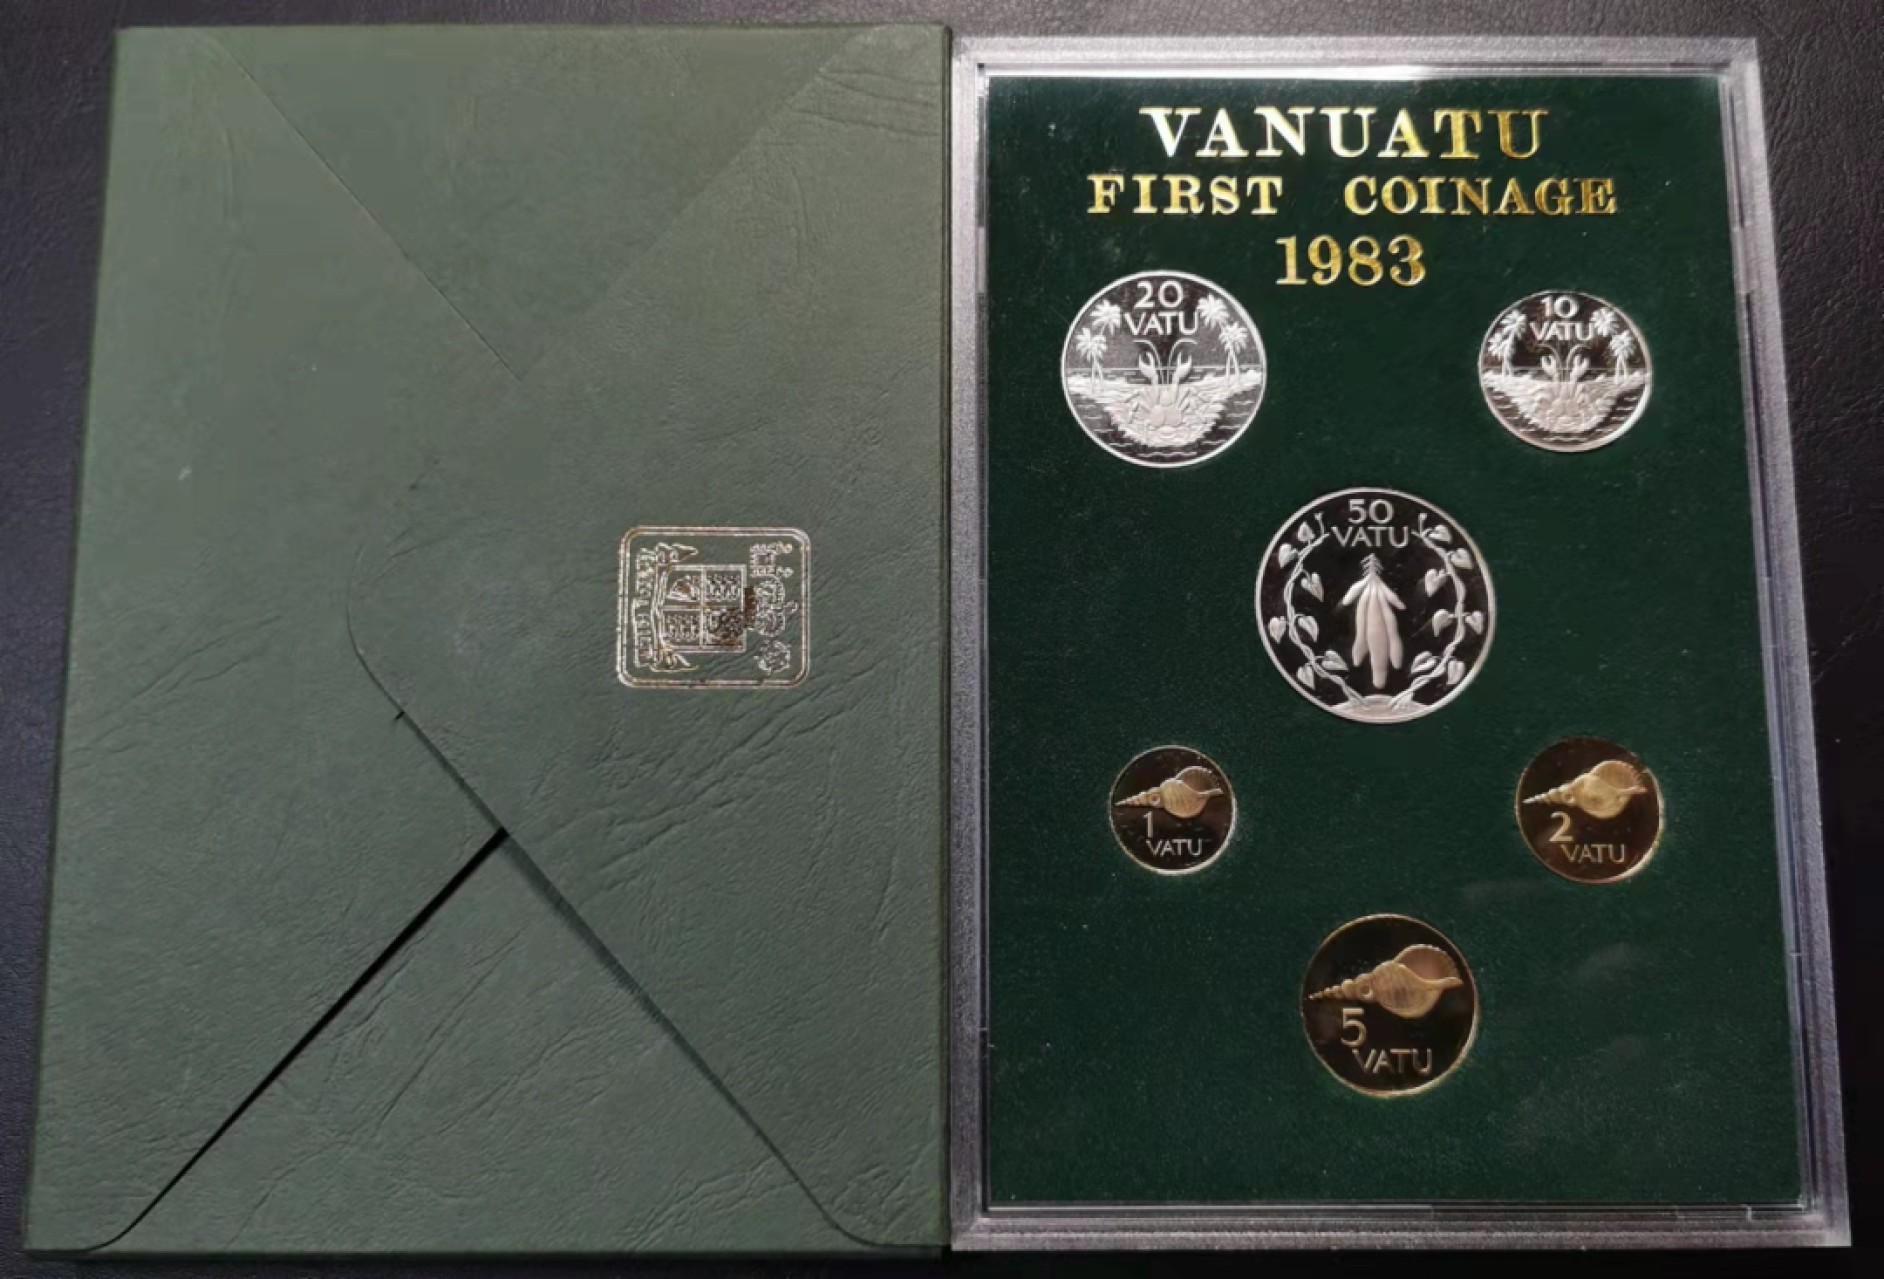 VANUATU
FIRST COINAGE
1983
20
VATU
10
VATU
50
VATU
1
VATU
2
VATU
5
VATU